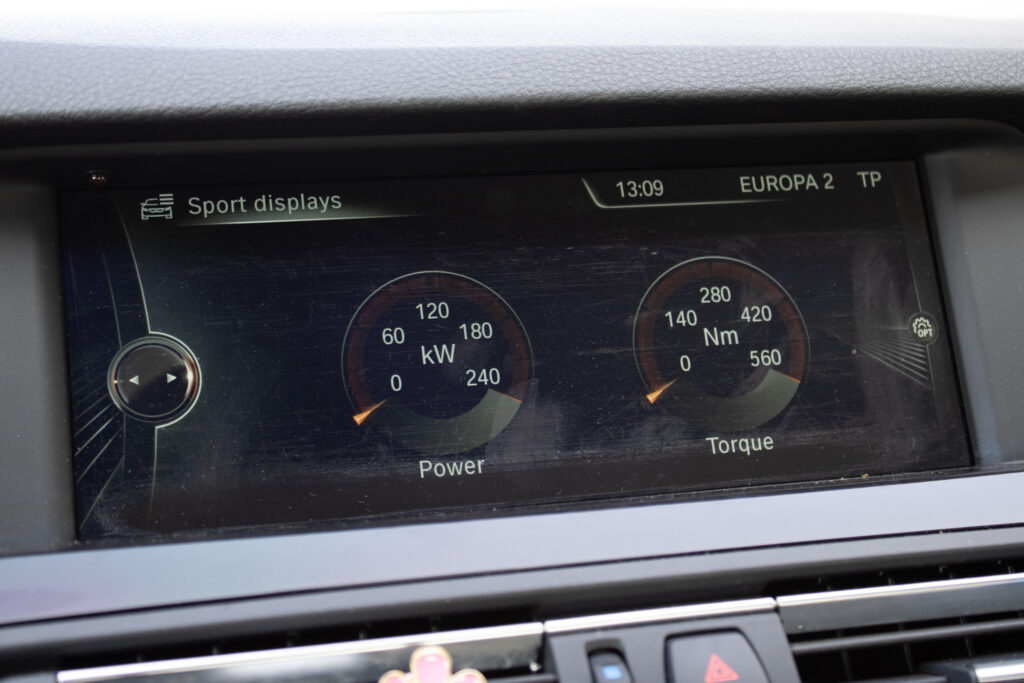 Sport displays
13:09 EUROPA 2 TP
120
60
180
kW
0
240
Power
280
140
420
Nm
0
560
Torque
OPT